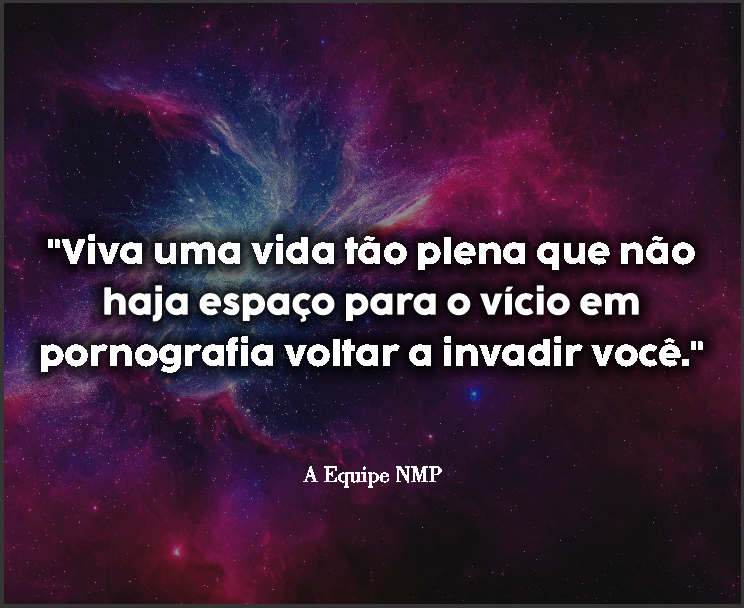 "Viva uma vida tão plena que não
haja espaço para o vício em
pornografia voltar a invadir você."
A Equipe NMP